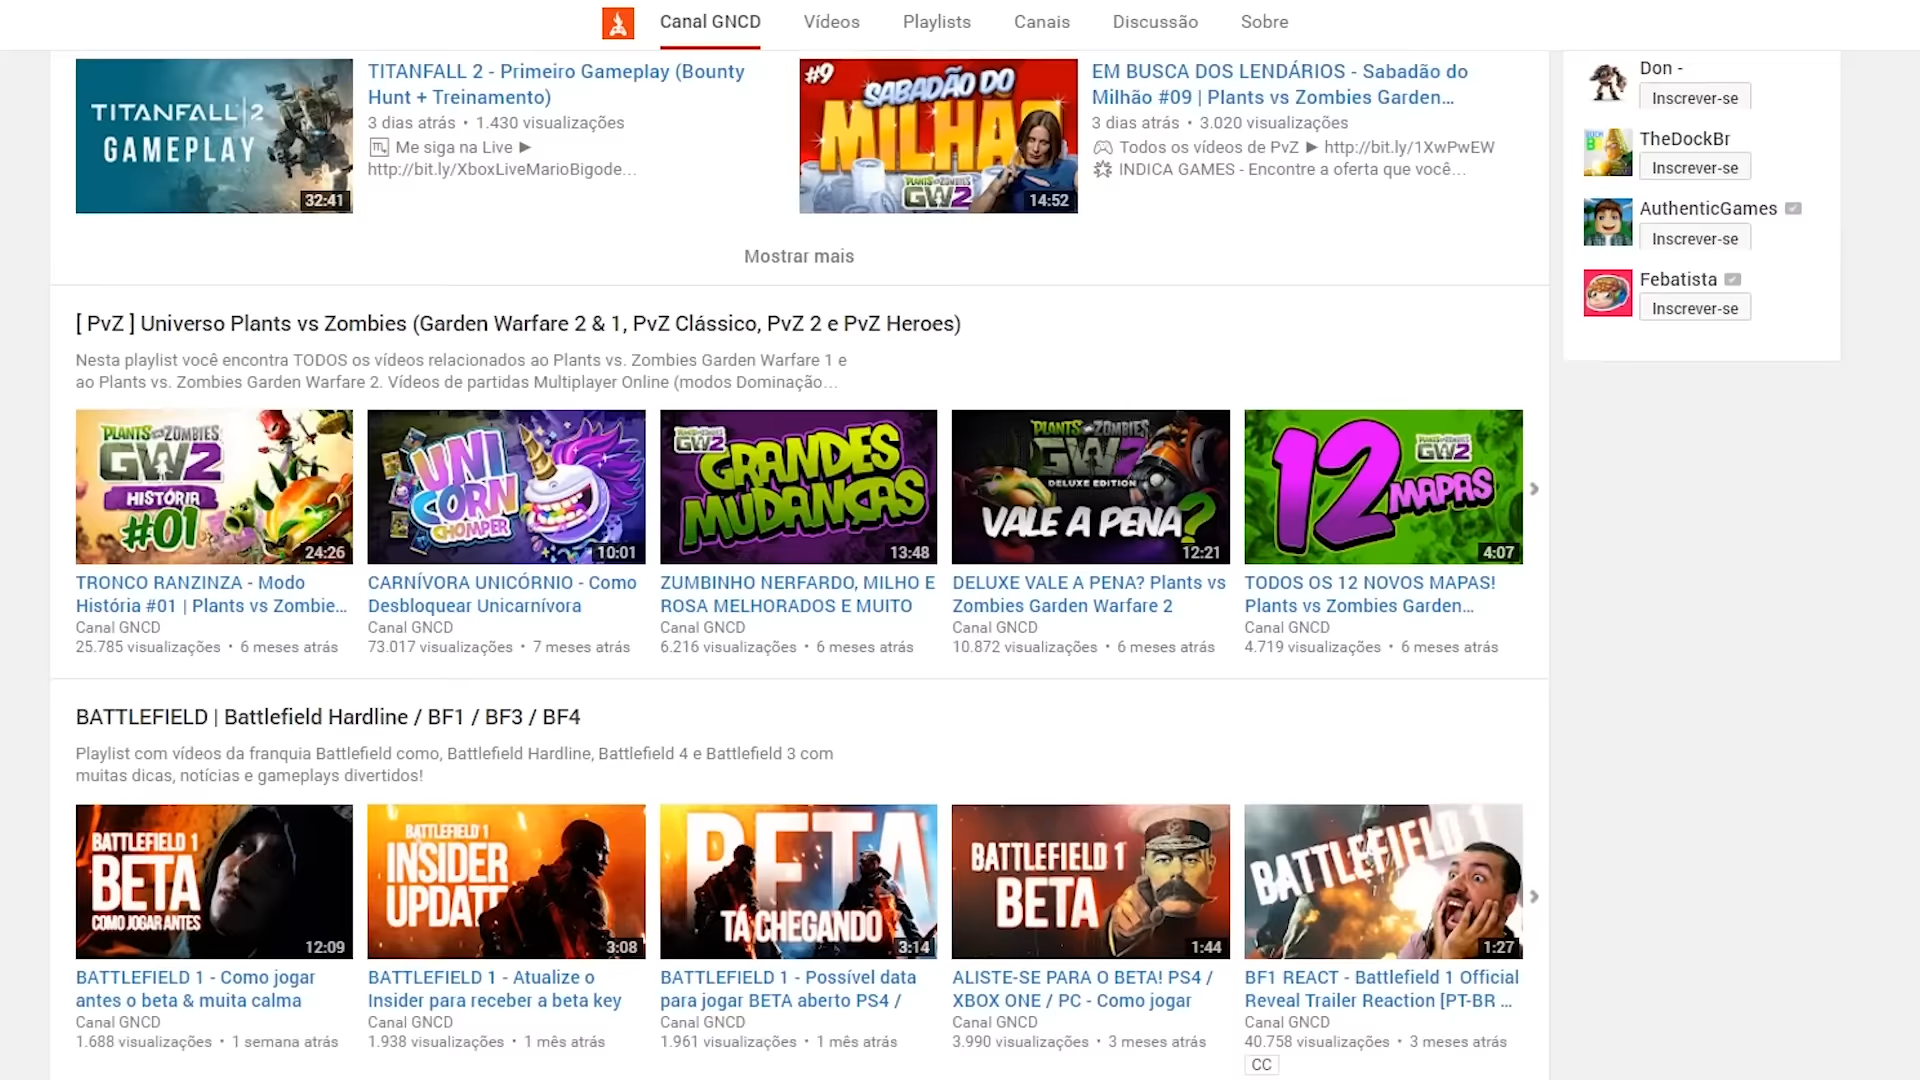 Canal GNCD
Vídeos
Playlists
Canais
Discussão
Sobre
TITANFALL 2
GAMEPLAY
32:41
TITANFALL 2 - Primeiro Gameplay (Bounty
Hunt + Treinamento)
3 dias atrás • 1.430 visualizações
Me siga na Live ►
http://bit.ly/XboxLiveMarioBigode...
#9
SABADÃO DO
MILHÃO
PLANTS VS ZOMBIES
GW2
14:52
EM BUSCA DOS LENDÁRIOS - Sabadão do
Milhão #09 | Plants vs Zombies Garden...
3 dias atrás • 3.020 visualizações
Todos os vídeos de PvZ ► http://bit.ly/1XwPwEW
INDICA GAMES - Encontre a oferta que você...
Mostrar mais
Don -
Inscrever-se
TheDockBr
Inscrever-se
AuthenticGames
Inscrever-se
Febatista
Inscrever-se
[ PvZ ] Universo Plants vs Zombies (Garden Warfare 2 & 1, PvZ Clássico, PvZ 2 e PvZ Heroes)
Nesta playlist você encontra TODOS os vídeos relacionados ao Plants vs. Zombies Garden Warfare 1 e
ao Plants vs. Zombies Garden Warfare 2. Vídeos de partidas Multiplayer Online (modos Dominação...
PLANTS VS ZOMBIES
GW2
HISTÓRIA
#01
24:26
TRONCO RANZINZA - Modo
História #01 | Plants vs Zombie...
Canal GNCD
25.785 visualizações • 6 meses atrás
UNI
CORN
CHOMPER
10:01
CARNÍVORA UNICÓRNIO - Como
Desbloquear Unicarnívora
Canal GNCD
73.017 visualizações • 7 meses atrás
PLANTS VS ZOMBIES
GW2
GRANDES
MUDANÇAS
13:48
ZUMBINHO NERFARDO, MILHO E
ROSA MELHORADOS E MUITO
Canal GNCD
6.216 visualizações • 6 meses atrás
PLANTS VS ZOMBIES
GW2
DELUXE EDITION
VALE A PENA?
12:21
DELUXE VALE A PENA? Plants vs
Zombies Garden Warfare 2
Canal GNCD
10.872 visualizações • 6 meses atrás
12
PLANTS VS ZOMBIES
GW2
MAPAS
4:07
TODOS OS 12 NOVOS MAPAS!
Plants vs Zombies Garden...
Canal GNCD
4.719 visualizações • 6 meses atrás
BATTLEFIELD | Battlefield Hardline / BF1 / BF3 / BF4
Playlist com vídeos da franquia Battlefield como, Battlefield Hardline, Battlefield 4 e Battlefield 3 com
muitas dicas, notícias e gameplays divertidos!
BATTLEFIELD 1
BETA
COMO JOGAR ANTES
12:09
BATTLEFIELD 1 - Como jogar
antes o beta & muita calma
Canal GNCD
1.688 visualizações • 1 semana atrás
BATTLEFIELD 1
INSIDER
UPDATE
3:08
BATTLEFIELD 1 - Atualize o
Insider para receber a beta key
Canal GNCD
1.938 visualizações • 1 mês atrás
BETA
TÁ CHEGANDO
3:14
BATTLEFIELD 1 - Possível data
para jogar BETA aberto PS4 /
Canal GNCD
1.961 visualizações • 1 mês atrás
BATTLEFIELD 1
BETA
1:44
ALISTE-SE PARA O BETA! PS4 /
XBOX ONE / PC - Como jogar
Canal GNCD
3.990 visualizações • 3 meses atrás
BATTLEFIELD 1
1:27
BF1 REACT - Battlefield 1 Official
Reveal Trailer Reaction [PT-BR ...
Canal GNCD
40.758 visualizações • 3 meses atrás
CC